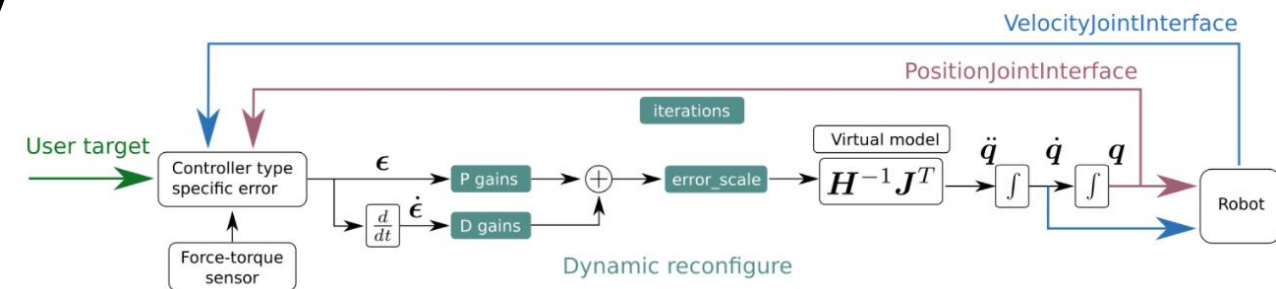 VelocityJointInterface
PositionJointInterface
iterations
User target
Virtual model
Controller type
specific error
ϵ
P gains
+
error_scale
H⁻¹Jᵀ
q̈
∫
q̇
∫
q
Robot
d/dt
ϵ̇
D gains
Force-torque
sensor
Dynamic reconfigure